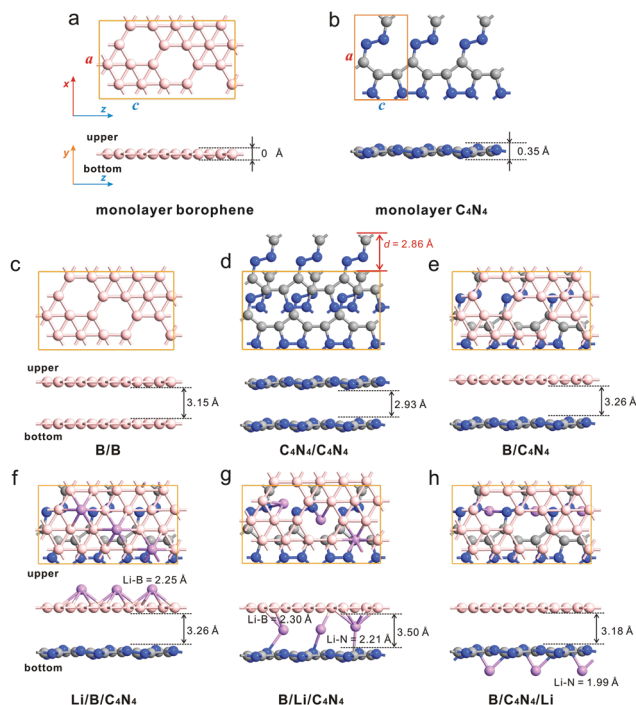 a
b
a
a
x
z
c
c
upper
y
bottom
z
0 Å
0.35 Å
monolayer borophene
monolayer C₄N₄
c
d
e
d = 2.86 Å
upper
bottom
3.15 Å
2.93 Å
3.26 Å
B/B
C₄N₄/C₄N₄
B/C₄N₄
f
g
h
upper
Li-B = 2.25 Å
Li-B = 2.30 Å
Li-N = 2.21 Å
3.26 Å
3.50 Å
3.18 Å
bottom
Li-N = 1.99 Å
Li/B/C₄N₄
B/Li/C₄N₄
B/C₄N₄/Li